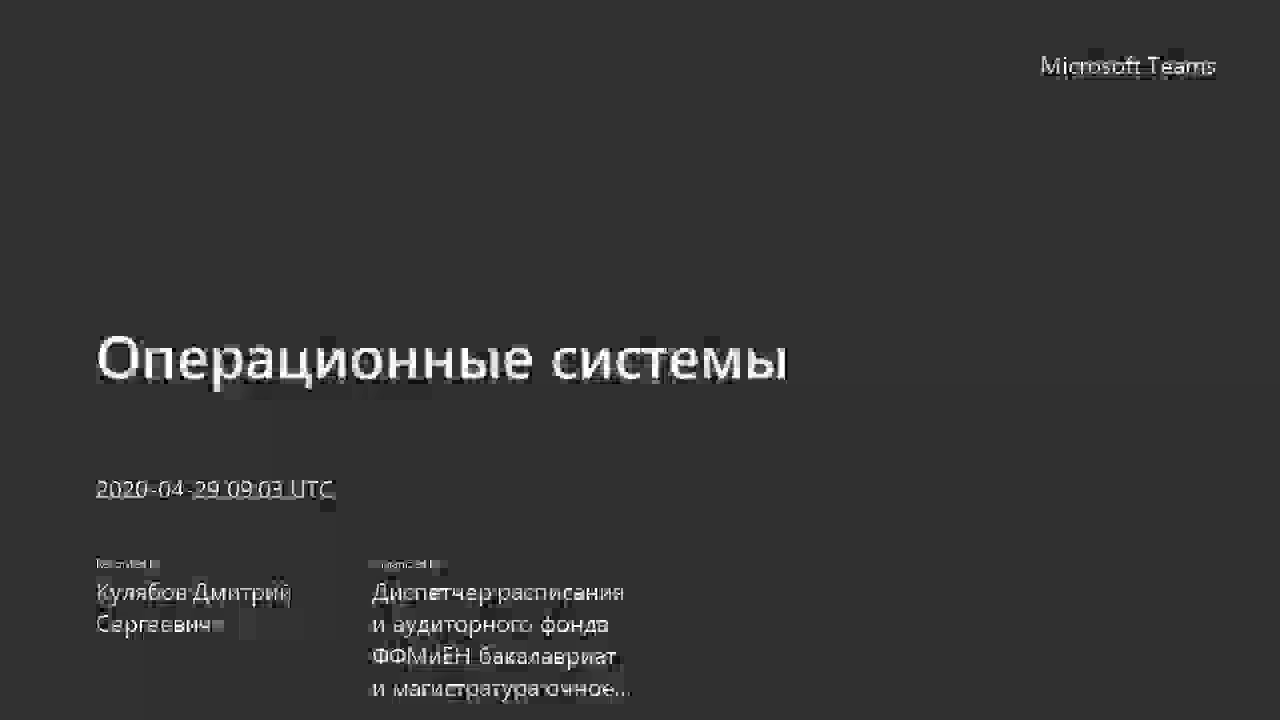 Microsoft Teams
Операционные системы
2020-04-29 09:03 UTC
Кулябов Дмитрий
Сергеевич
Диспетчер расписания
и аудиторного фонда
ФФМиЕН бакалавриат
и магистратура очное...